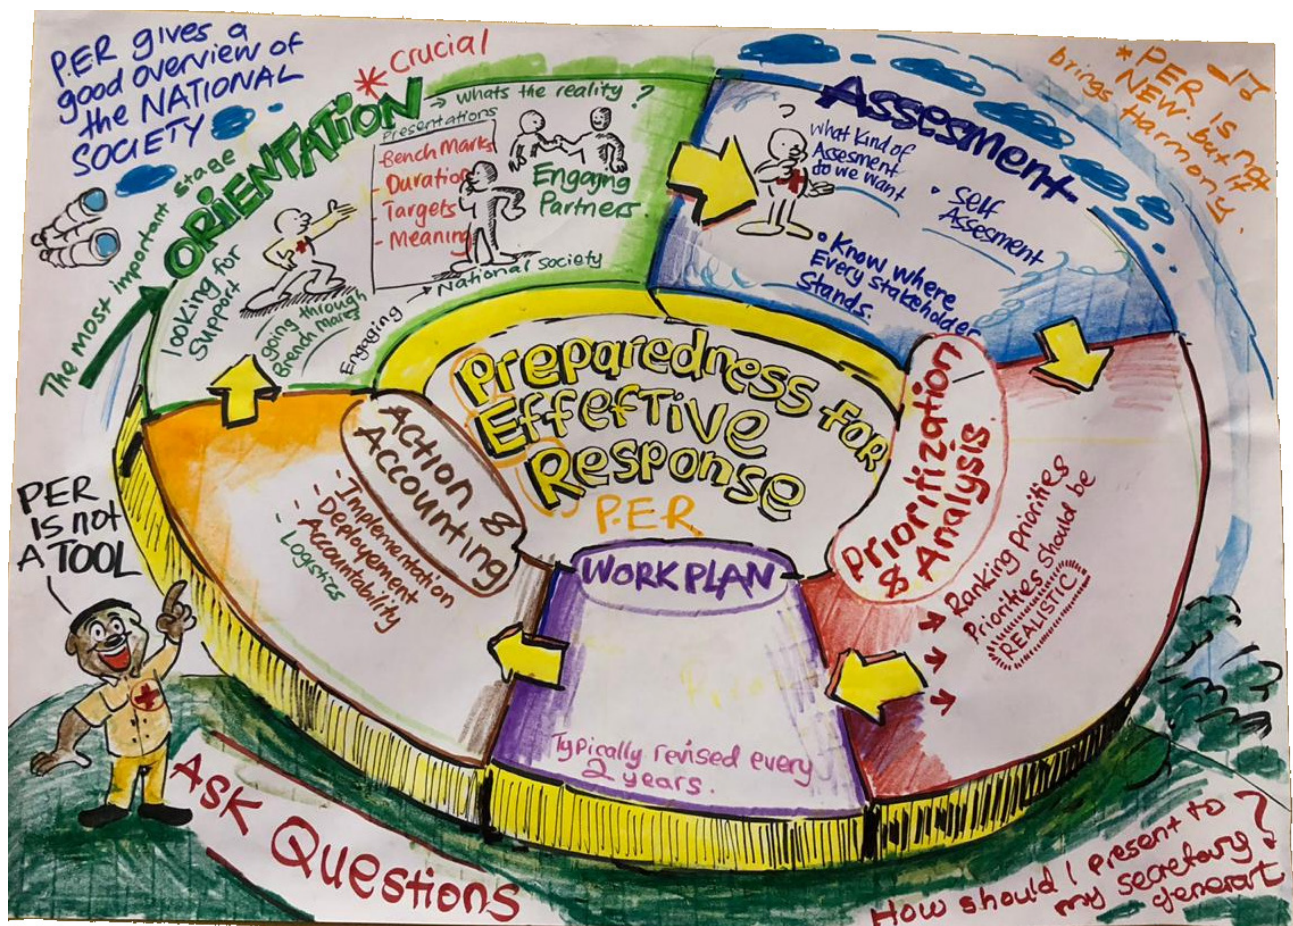 P.ER gives a
good overview of
the NATIONAL
SOCIETY
* Crucial
The most important stage
ORIENTATION
→ whats the reality ?
Presentations
- Bench Marks
- Duration
- Targets
- Meaning
Engaging
Partners.
looking for
support
going through
Bench Marks
Engaging → National society
ASSESMENT
?
what Kind of
Assesment
do we want
• Self
Assesment
• Know where
Every stakeholder
Stands.
* PER is not
NEW. but it
brings Harmony.
Preparedness FOR
EffefTive
Response
P.E.R
Prioritization
& Analysis
Ranking priorities
Priorities should be
REALISTIC
WORK PLAN
Typically revised every
2 years.
Action &
Accounting
- Implementation
- Deployement
- Accountability
- Logistics
PER
is not
A TOOL
ASK Questions
How should I present to
my secretary
generart ?